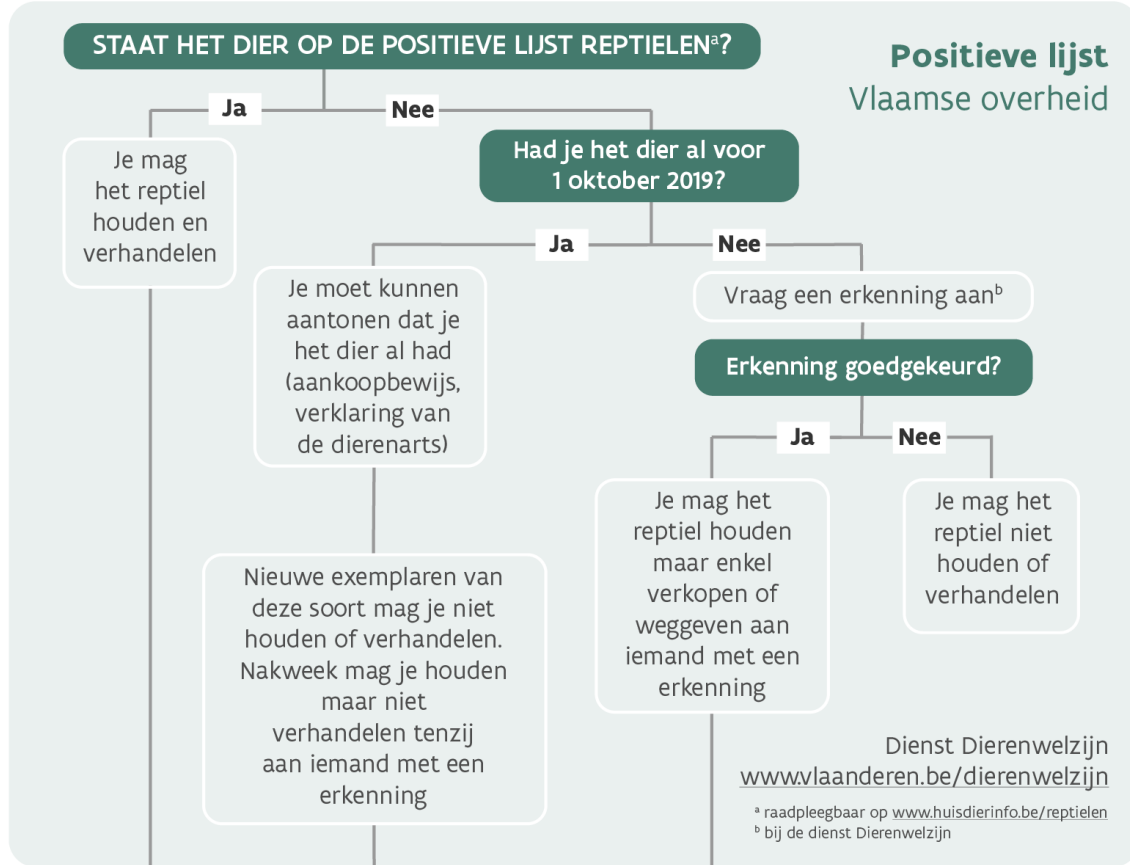 STAAT HET DIER OP DE POSITIEVE LIJST REPTIELENᵃ?
Positieve lijst
Vlaamse overheid
Ja
Nee
Je mag
het reptiel
houden en
verhandelen
Had je het dier al voor
1 oktober 2019?
Ja
Nee
Je moet kunnen
aantonen dat je
het dier al had
(aankoopbewijs,
verklaring van
de dierenarts)
Nieuwe exemplaren van
deze soort mag je niet
houden of verhandelen.
Nakweek mag je houden
maar niet
verhandelen tenzij
aan iemand met een
erkenning
Vraag een erkenning aanᵇ
Erkenning goedgekeurd?
Ja
Nee
Je mag het
reptiel houden
maar enkel
verkopen of
weggeven aan
iemand met een
erkenning
Je mag het
reptiel niet
houden of
verhandelen
Dienst Dierenwelzijn
www.vlaanderen.be/dierenwelzijn
ᵃ raadpleegbaar op www.huisdierinfo.be/reptielen
ᵇ bij de dienst Dierenwelzijn